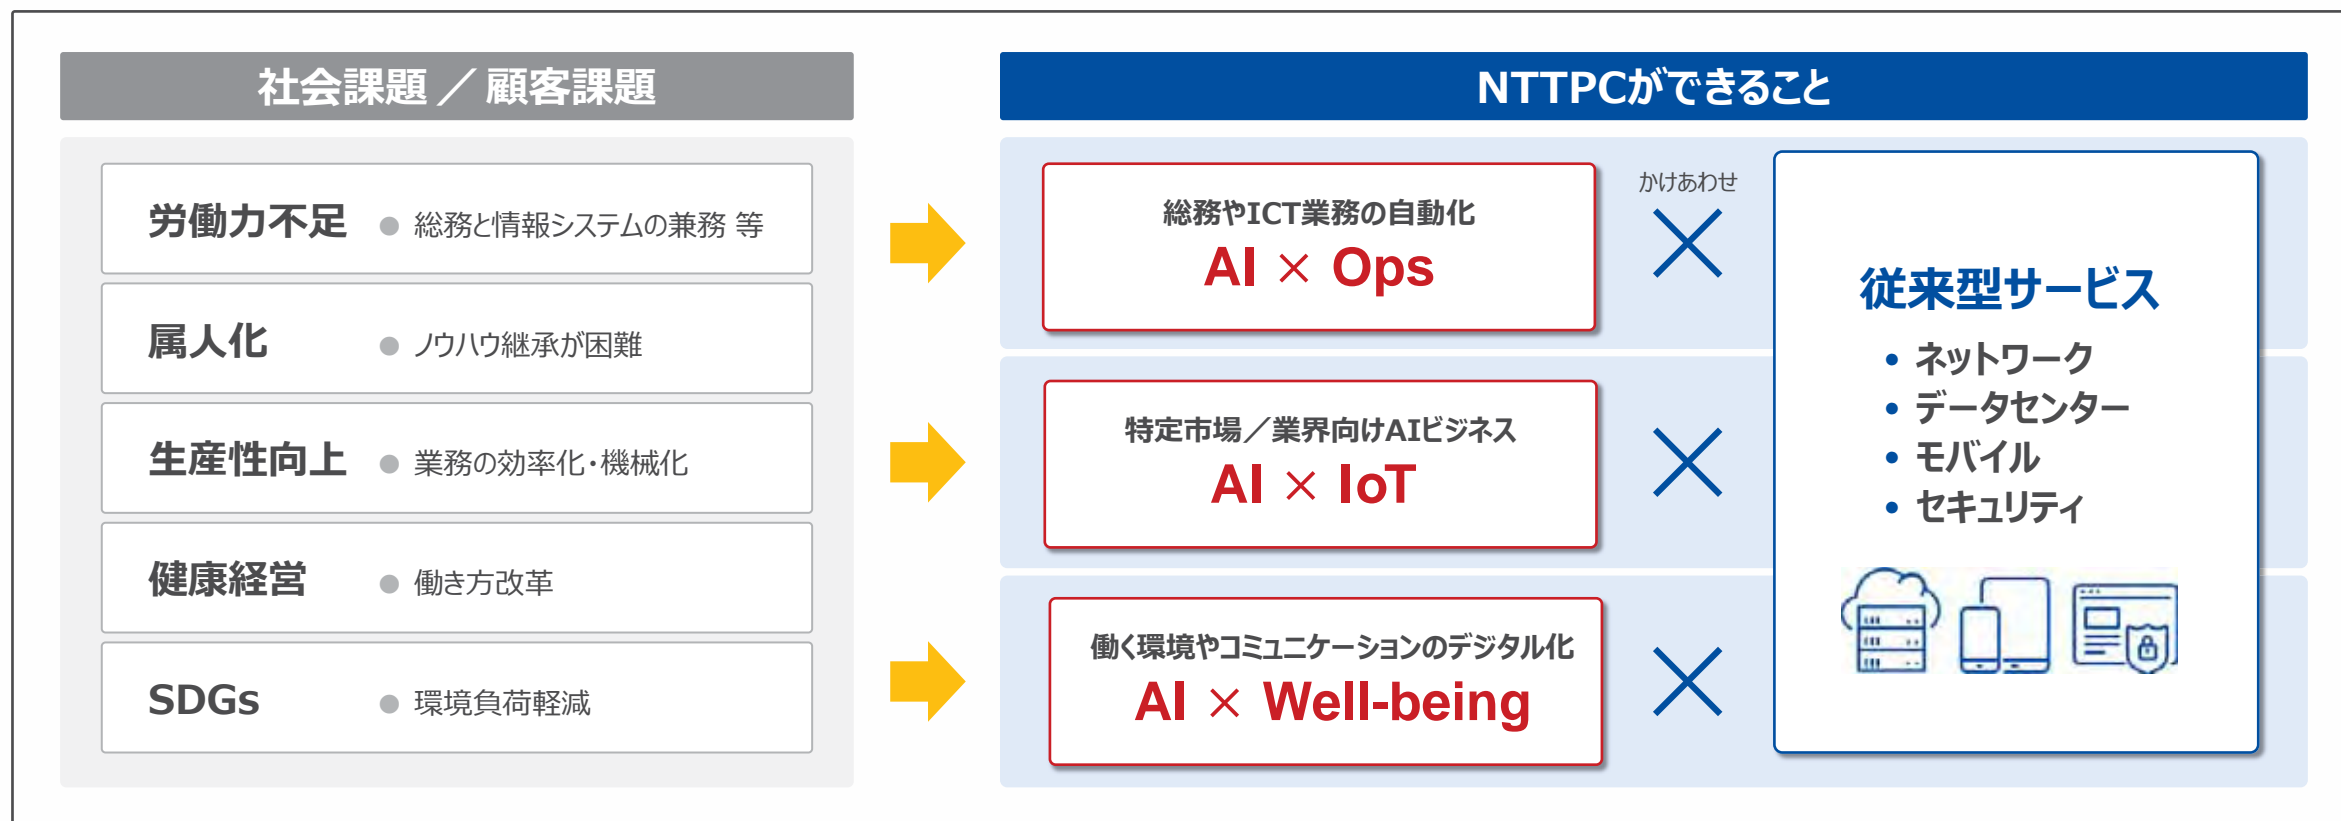 社会課題／顧客課題
労働力不足 ● 総務と情報システムの兼務 等
属人化 ● ノウハウ継承が困難
生産性向上 ● 業務の効率化・機械化
健康経営 ● 働き方改革
SDGs ● 環境負荷軽減
NTTPCができること
総務やICT業務の自動化
AI × Ops
かけあわせ
×
特定市場／業界向けAIビジネス
AI × IoT
×
働く環境やコミュニケーションのデジタル化
AI × Well-being
×
従来型サービス
• ネットワーク
• データセンター
• モバイル
• セキュリティ